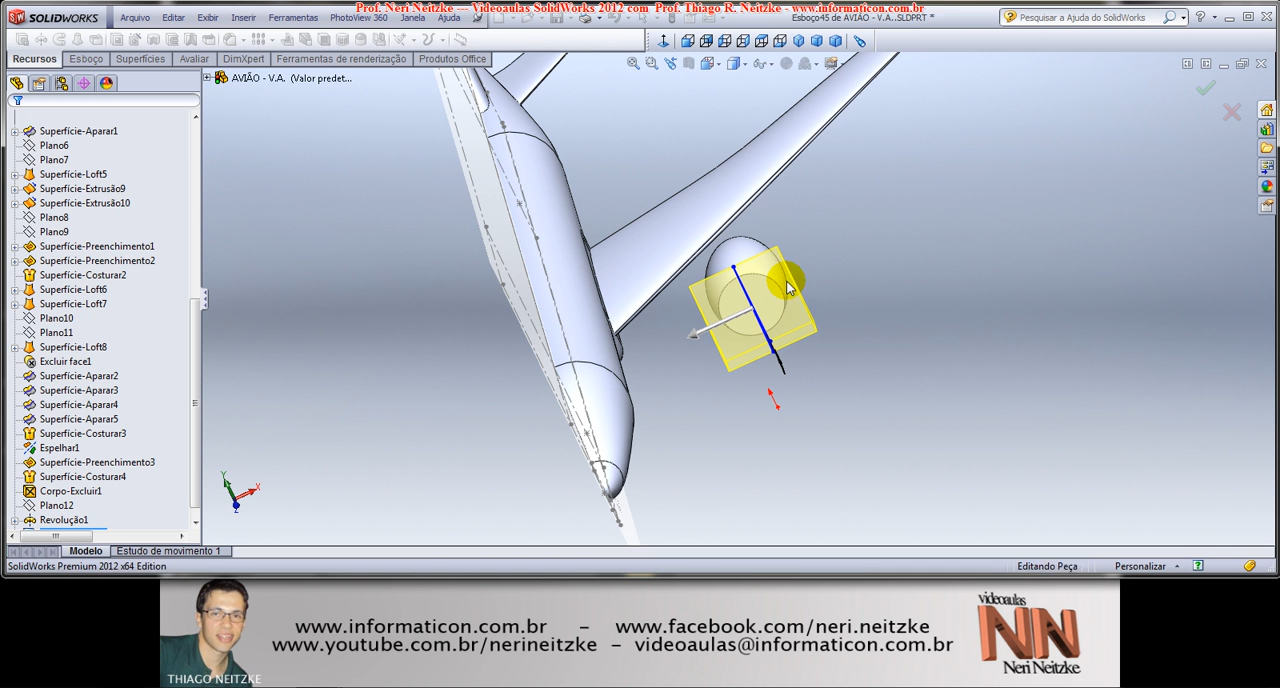 Prof. Neri Neitzke --- Videoaulas SolidWorks 2012 com Prof. Thiago R. Neitzke - www.informaticon.com.br
SW SOLIDWORKS
Arquivo Editar Exibir Inserir Ferramentas PhotoView 360 Janela Ajuda
Esboço45 de AVIÃO - V.A..SLDPRT *
Pesquisar a Ajuda do SolidWorks
Recursos Esboço Superfícies Avaliar DimXpert Ferramentas de renderização Produtos Office
AVIÃO - V.A. (Valor predet...
Superfície-Aparar1
Plano6
Plano7
Superfície-Loft5
Superfície-Extrusão9
Superfície-Extrusão10
Plano8
Plano9
Superfície-Preenchimento1
Superfície-Preenchimento2
Superfície-Costurar2
Superfície-Loft6
Superfície-Loft7
Plano10
Plano11
Superfície-Loft8
Excluir face1
Superfície-Aparar2
Superfície-Aparar3
Superfície-Aparar4
Superfície-Aparar5
Superfície-Costurar3
Espelhar1
Superfície-Preenchimento3
Superfície-Costurar4
Corpo-Excluir1
Plano12
Revolução1
Y
X
Z
Modelo Estudo de movimento 1
SolidWorks Premium 2012 x64 Edition
Editando Peça
Personalizar
www.informaticon.com.br - www.facebook.com/neri.neitzke
www.youtube.com.br/nerineitzke - videoaulas@informaticon.com.br
THIAGO NEITZKE
videoaulas
NN
Neri Neitzke